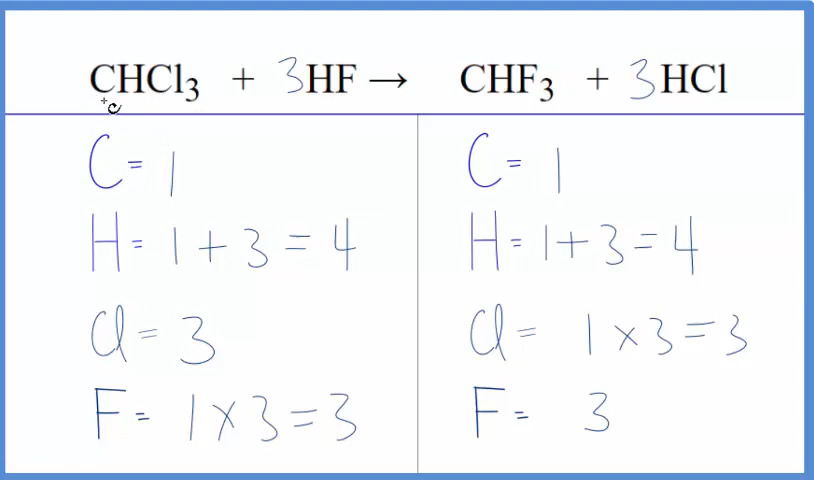 CHCl₃ + 3HF → CHF₃ + 3HCl
C = 1
H = 1 + 3 = 4
Cl = 3
F = 1 × 3 = 3
C = 1
H = 1 + 3 = 4
Cl = 1 × 3 = 3
F = 3